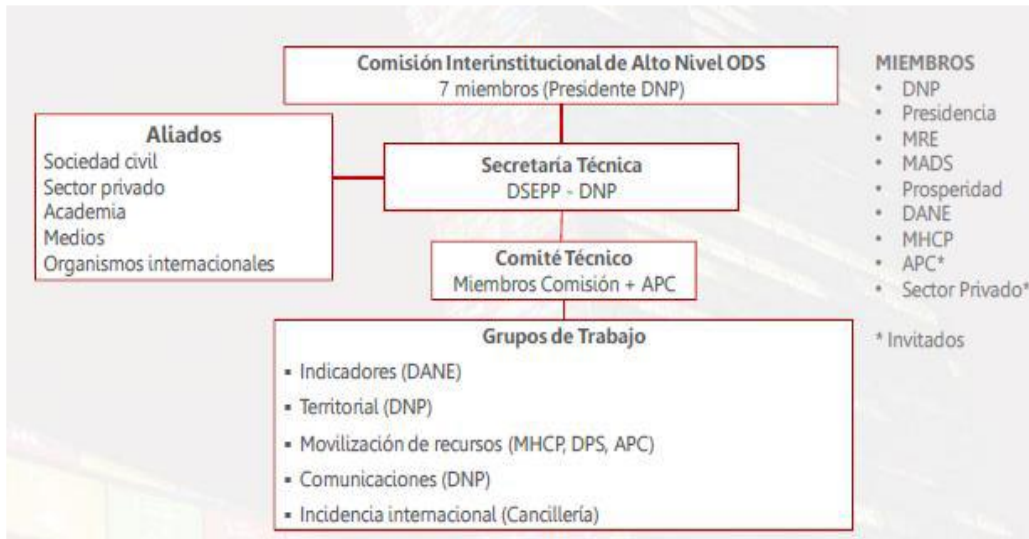 Comisión Interinstitucional de Alto Nivel ODS
7 miembros (Presidente DNP)
Aliados
Sociedad civil
Sector privado
Academia
Medios
Organismos internacionales
Secretaría Técnica
DSEPP - DNP
Comité Técnico
Miembros Comisión + APC
Grupos de Trabajo
▪ Indicadores (DANE)
▪ Territorial (DNP)
▪ Movilización de recursos (MHCP, DPS, APC)
▪ Comunicaciones (DNP)
▪ Incidencia internacional (Cancillería)
MIEMBROS
• DNP
• Presidencia
• MRE
• MADS
• Prosperidad
• DANE
• MHCP
• APC*
• Sector Privado*
* Invitados